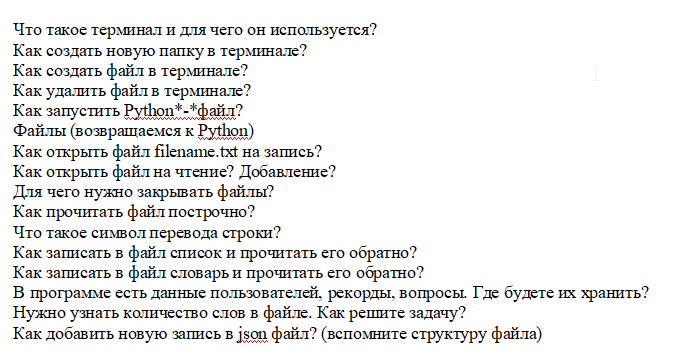 Что такое терминал и для чего он используется?
Как создать новую папку в терминале?
Как создать файл в терминале?
Как удалить файл в терминале?
Как запустить Python*-*файл?
Файлы (возвращаемся к Python)
Как открыть файл filename.txt на запись?
Как открыть файл на чтение? Добавление?
Для чего нужно закрывать файлы?
Как прочитать файл построчно?
Что такое символ перевода строки?
Как записать в файл список и прочитать его обратно?
Как записать в файл словарь и прочитать его обратно?
В программе есть данные пользователей, рекорды, вопросы. Где будете их хранить?
Нужно узнать количество слов в файле. Как решите задачу?
Как добавить новую запись в json файл? (вспомните структуру файла)